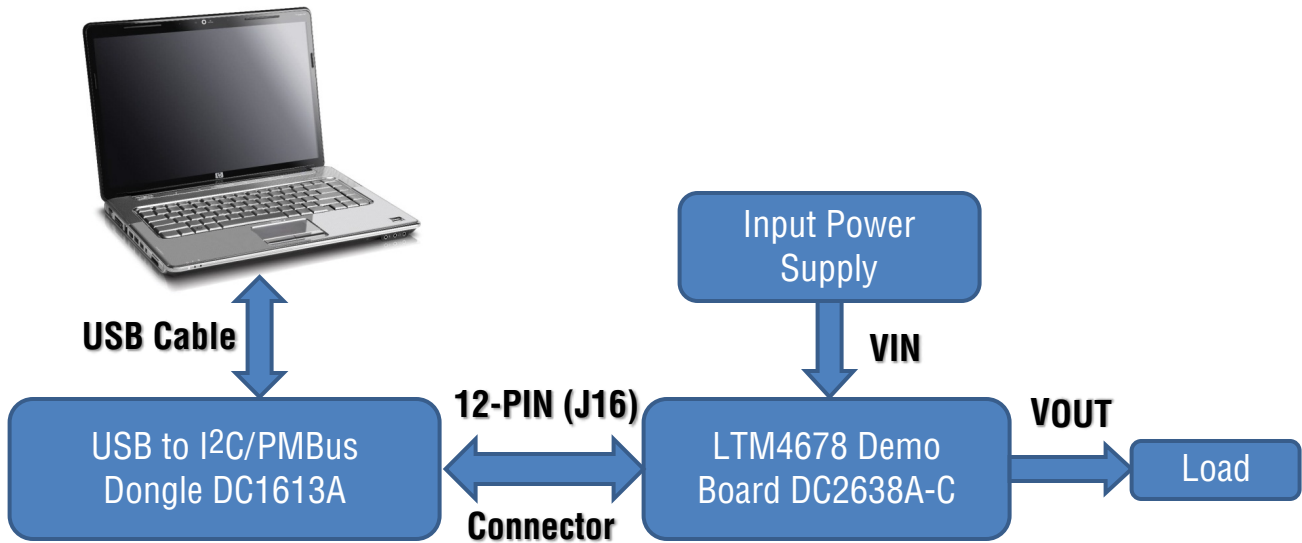 Input Power
Supply
USB Cable
VIN
12-PIN (J16)
VOUT
USB to I2C/PMBus
Dongle DC1613A
LTM4678 Demo
Board DC2638A-C
Load
Connector